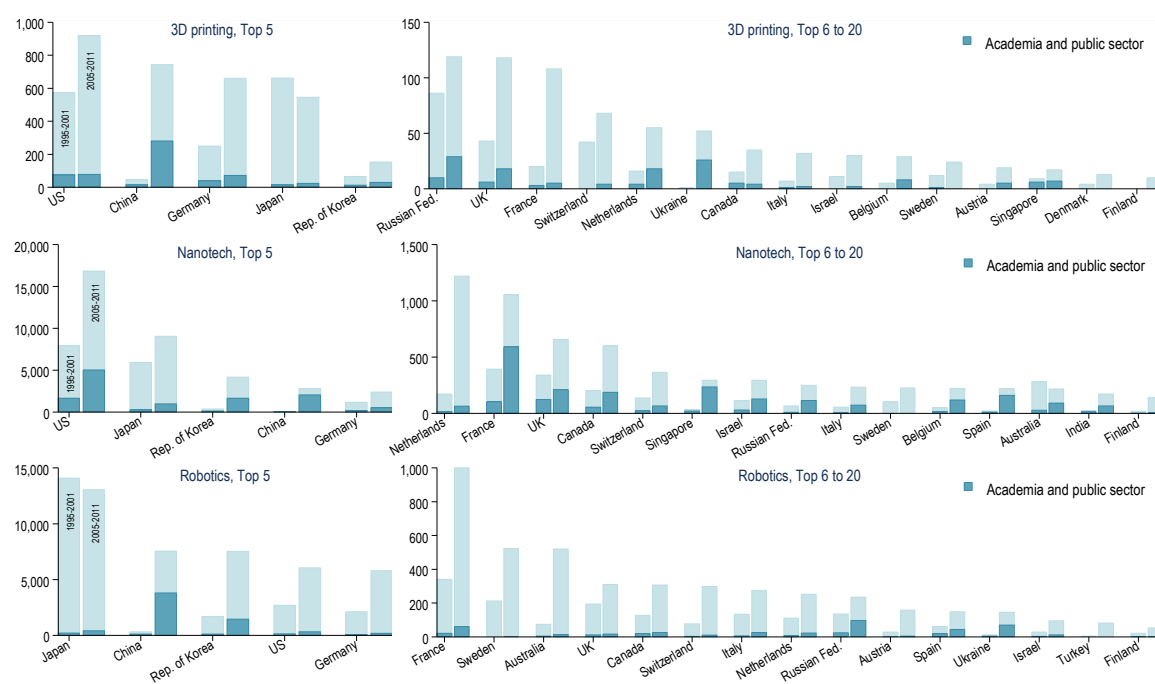 3D printing, Top 5
1,000
800
600
400
200
0
1995-2001
2005-2011
US
China
Germany
Japan
Rep. of Korea
3D printing, Top 6 to 20
Academia and public sector
150
100
50
0
Russian Fed.
UK
France
Switzerland
Netherlands
Ukraine
Canada
Italy
Israel
Belgium
Sweden
Austria
Singapore
Denmark
Finland
Nanotech, Top 5
20,000
15,000
10,000
5,000
0
1995-2001
2005-2011
US
Japan
Rep. of Korea
China
Germany
Nanotech, Top 6 to 20
Academia and public sector
1,500
1,000
500
0
Netherlands
France
UK
Canada
Switzerland
Singapore
Israel
Russian Fed.
Italy
Sweden
Belgium
Spain
Australia
India
Finland
Robotics, Top 5
15,000
10,000
5,000
0
1995-2001
2005-2011
Japan
China
Rep. of Korea
US
Germany
Robotics, Top 6 to 20
Academia and public sector
1,000
800
600
400
200
0
France
Sweden
Australia
UK
Canada
Switzerland
Italy
Netherlands
Russian Fed.
Austria
Spain
Ukraine
Israel
Turkey
Finland